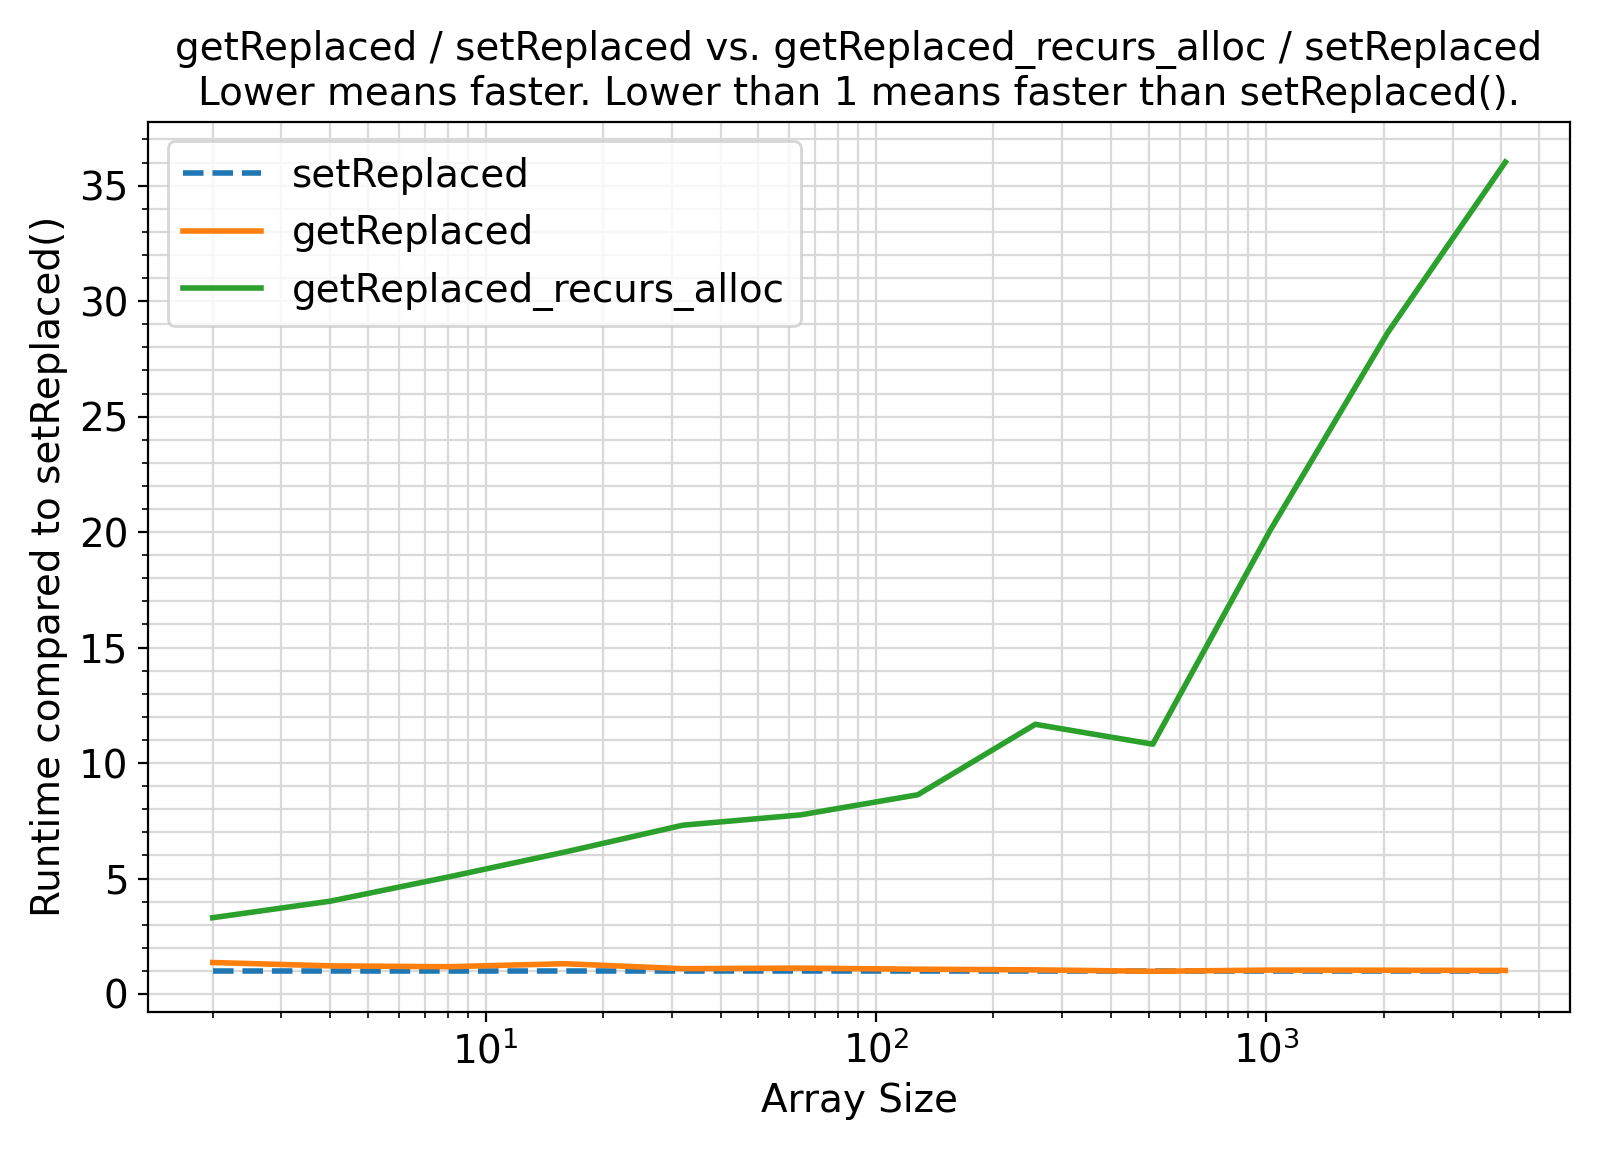 getReplaced / setReplaced vs. getReplaced_recurs_alloc / setReplaced
Lower means faster. Lower than 1 means faster than setReplaced().
setReplaced
getReplaced
getReplaced_recurs_alloc
Runtime compared to setReplaced()
35
30
25
20
15
10
5
0
10¹
10²
10³
Array Size